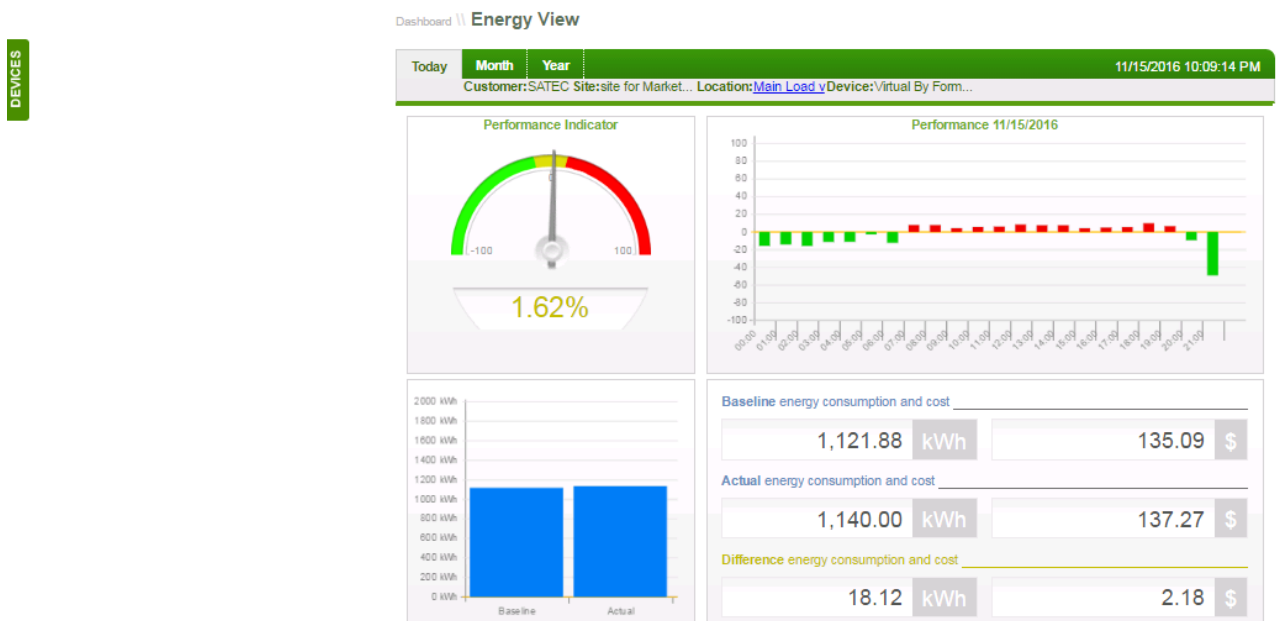 Dashboard \\ Energy View
DEVICES
Today Month Year 11/15/2016 10:09:14 PM
Customer:SATEC Site:site for Market... Location:Main Load v Device:Virtual By Form...
Performance Indicator
0
-100 100
1.62%
Performance 11/15/2016
100
80
60
40
20
0
-20
-40
-60
-80
-100
00:00 01:00 02:00 03:00 04:00 05:00 06:00 07:00 08:00 09:00 10:00 11:00 12:00 13:00 14:00 15:00 16:00 17:00 18:00 19:00 20:00 21:00
2000 kWh
1800 kWh
1600 kWh
1400 kWh
1200 kWh
1000 kWh
800 kWh
600 kWh
400 kWh
200 kWh
0 kWh
Baseline Actual
Baseline energy consumption and cost
1,121.88 kWh 135.09 $
Actual energy consumption and cost
1,140.00 kWh 137.27 $
Difference energy consumption and cost
18.12 kWh 2.18 $